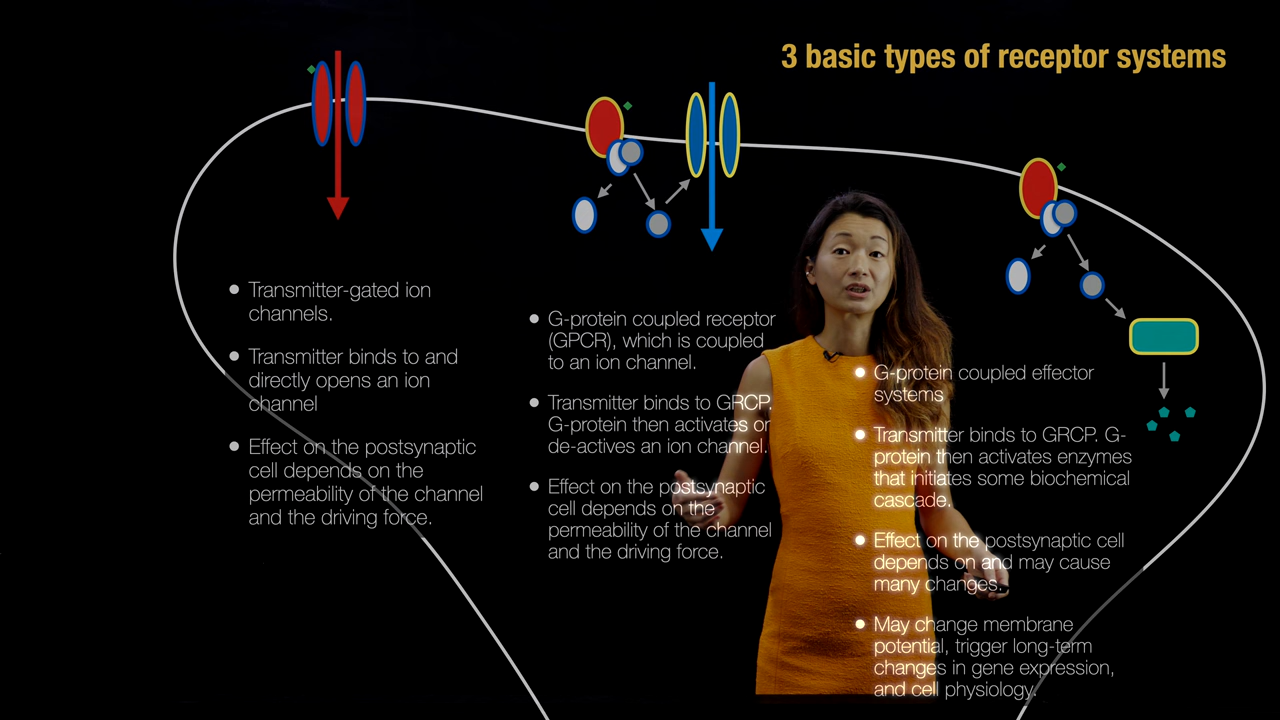 3 basic types of receptor systems
Transmitter-gated ion
channels.
Transmitter binds to and
directly opens an ion
channel
Effect on the postsynaptic
cell depends on the
permeability of the channel
and the driving force.
G-protein coupled receptor
(GPCR), which is coupled
to an ion channel.
Transmitter binds to GRCP.
G-protein then activates or
de-actives an ion channel.
Effect on the postsynaptic
cell depends on the
permeability of the channel
and the driving force.
G-protein coupled effector
systems
Transmitter binds to GRCP. G-
protein then activates enzymes
that initiates some biochemical
cascade.
Effect on the postsynaptic cell
depends on and may cause
many changes.
May change membrane
potential, trigger long-term
changes in gene expression,
and cell physiology.